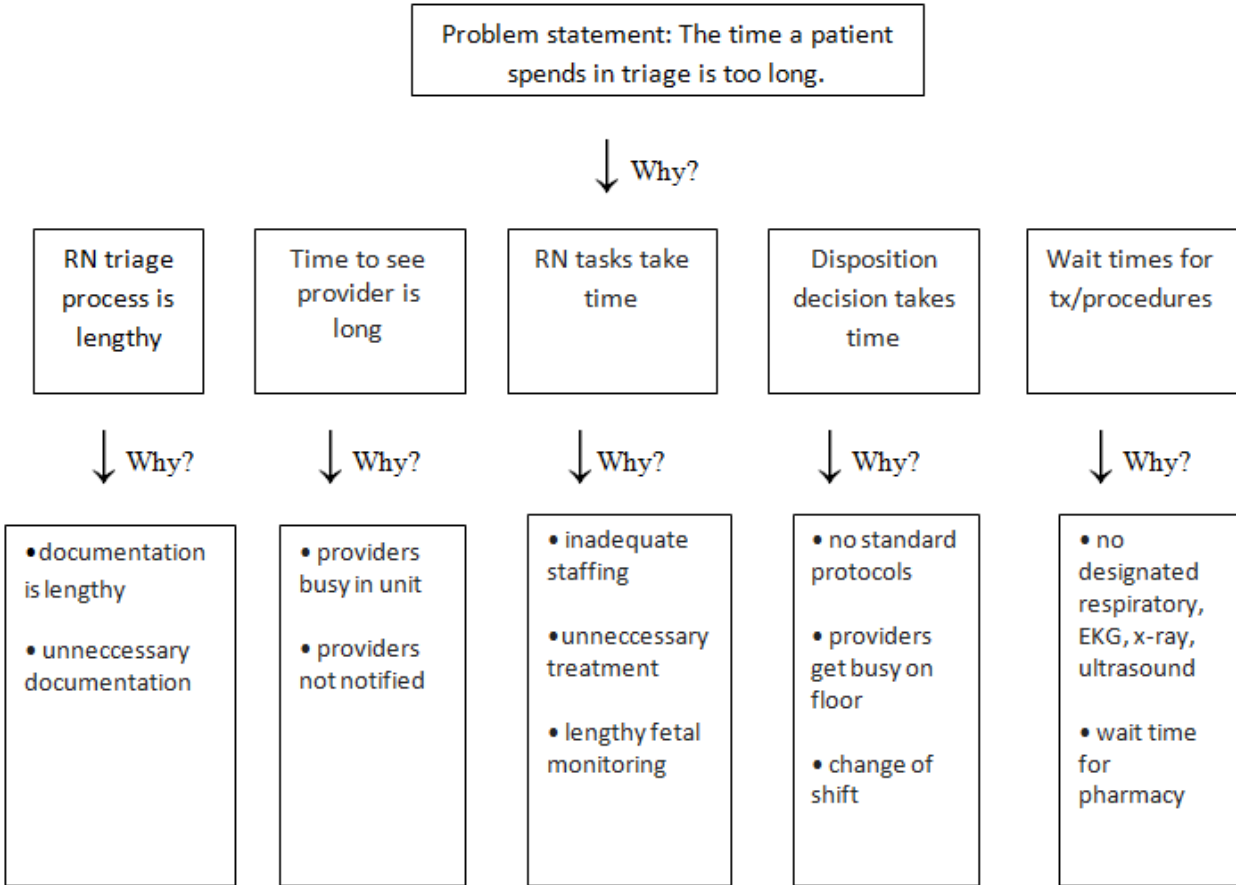 Problem statement: The time a patient
spends in triage is too long.
Why?
RN triage
process is
lengthy
Time to see
provider is
long
RN tasks take
time
Disposition
decision takes
time
Wait times for
tx/procedures
Why?
Why?
Why?
Why?
Why?
•documentation
is lengthy
• unneccessary
documentation
• providers
busy in unit
• providers
not notified
• inadequate
staffing
•unneccessary
treatment
• lengthy fetal
monitoring
• no standard
protocols
• providers
get busy on
floor
• change of
shift
• no
designated
respiratory,
EKG, x-ray,
ultrasound
• wait time
for
pharmacy